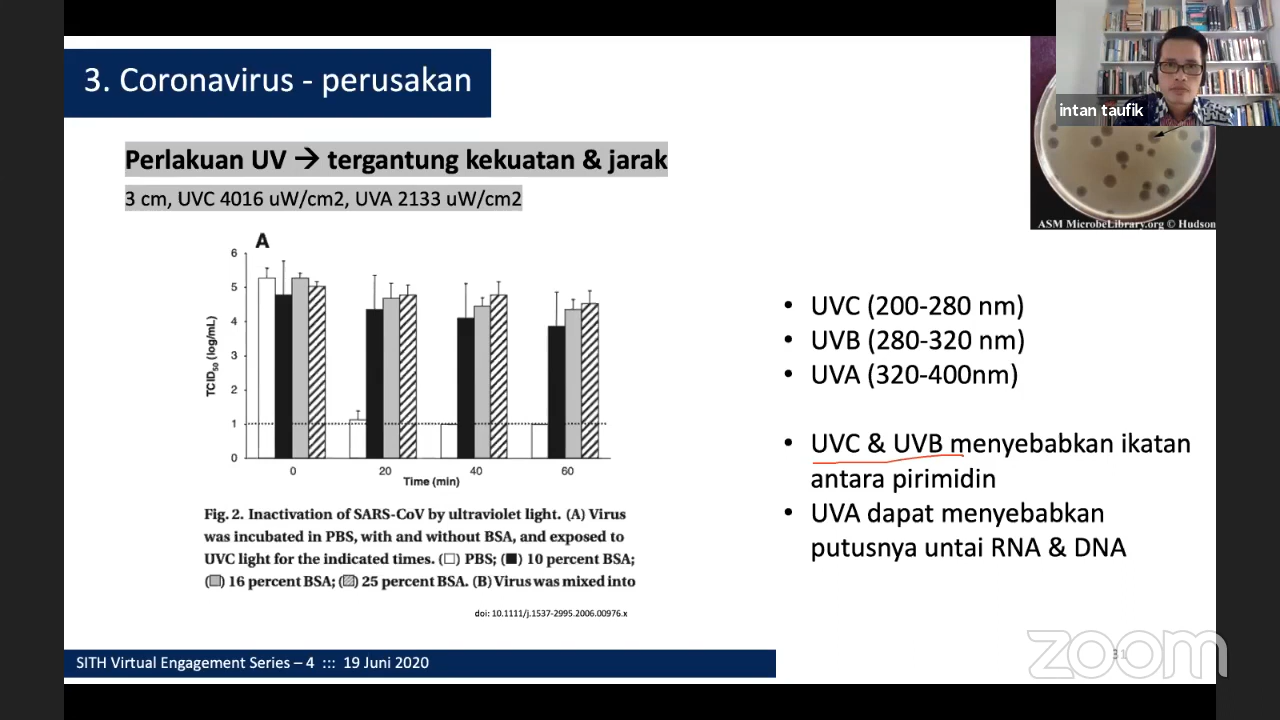 3. Coronavirus - perusakan
intan taufik
Perlakuan UV → tergantung kekuatan & jarak
3 cm, UVC 4016 uW/cm2, UVA 2133 uW/cm2
ASM MicrobeLibrary.org © Hudson
A
6
5
4
3
2
1
0
TCID50 (log/mL)
0 20 40 60
Time (min)
Fig. 2. Inactivation of SARS-CoV by ultraviolet light. (A) Virus
was incubated in PBS, with and without BSA, and exposed to
UVC light for the indicated times. (□) PBS; (■) 10 percent BSA;
(▒) 16 percent BSA; (▨) 25 percent BSA. (B) Virus was mixed into
doi: 10.1111/j.1537-2995.2006.00976.x
• UVC (200-280 nm)
• UVB (280-320 nm)
• UVA (320-400nm)
• UVC & UVB menyebabkan ikatan
antara pirimidin
• UVA dapat menyebabkan
putusnya untai RNA & DNA
SITH Virtual Engagement Series – 4 ::: 19 Juni 2020
31
zoom